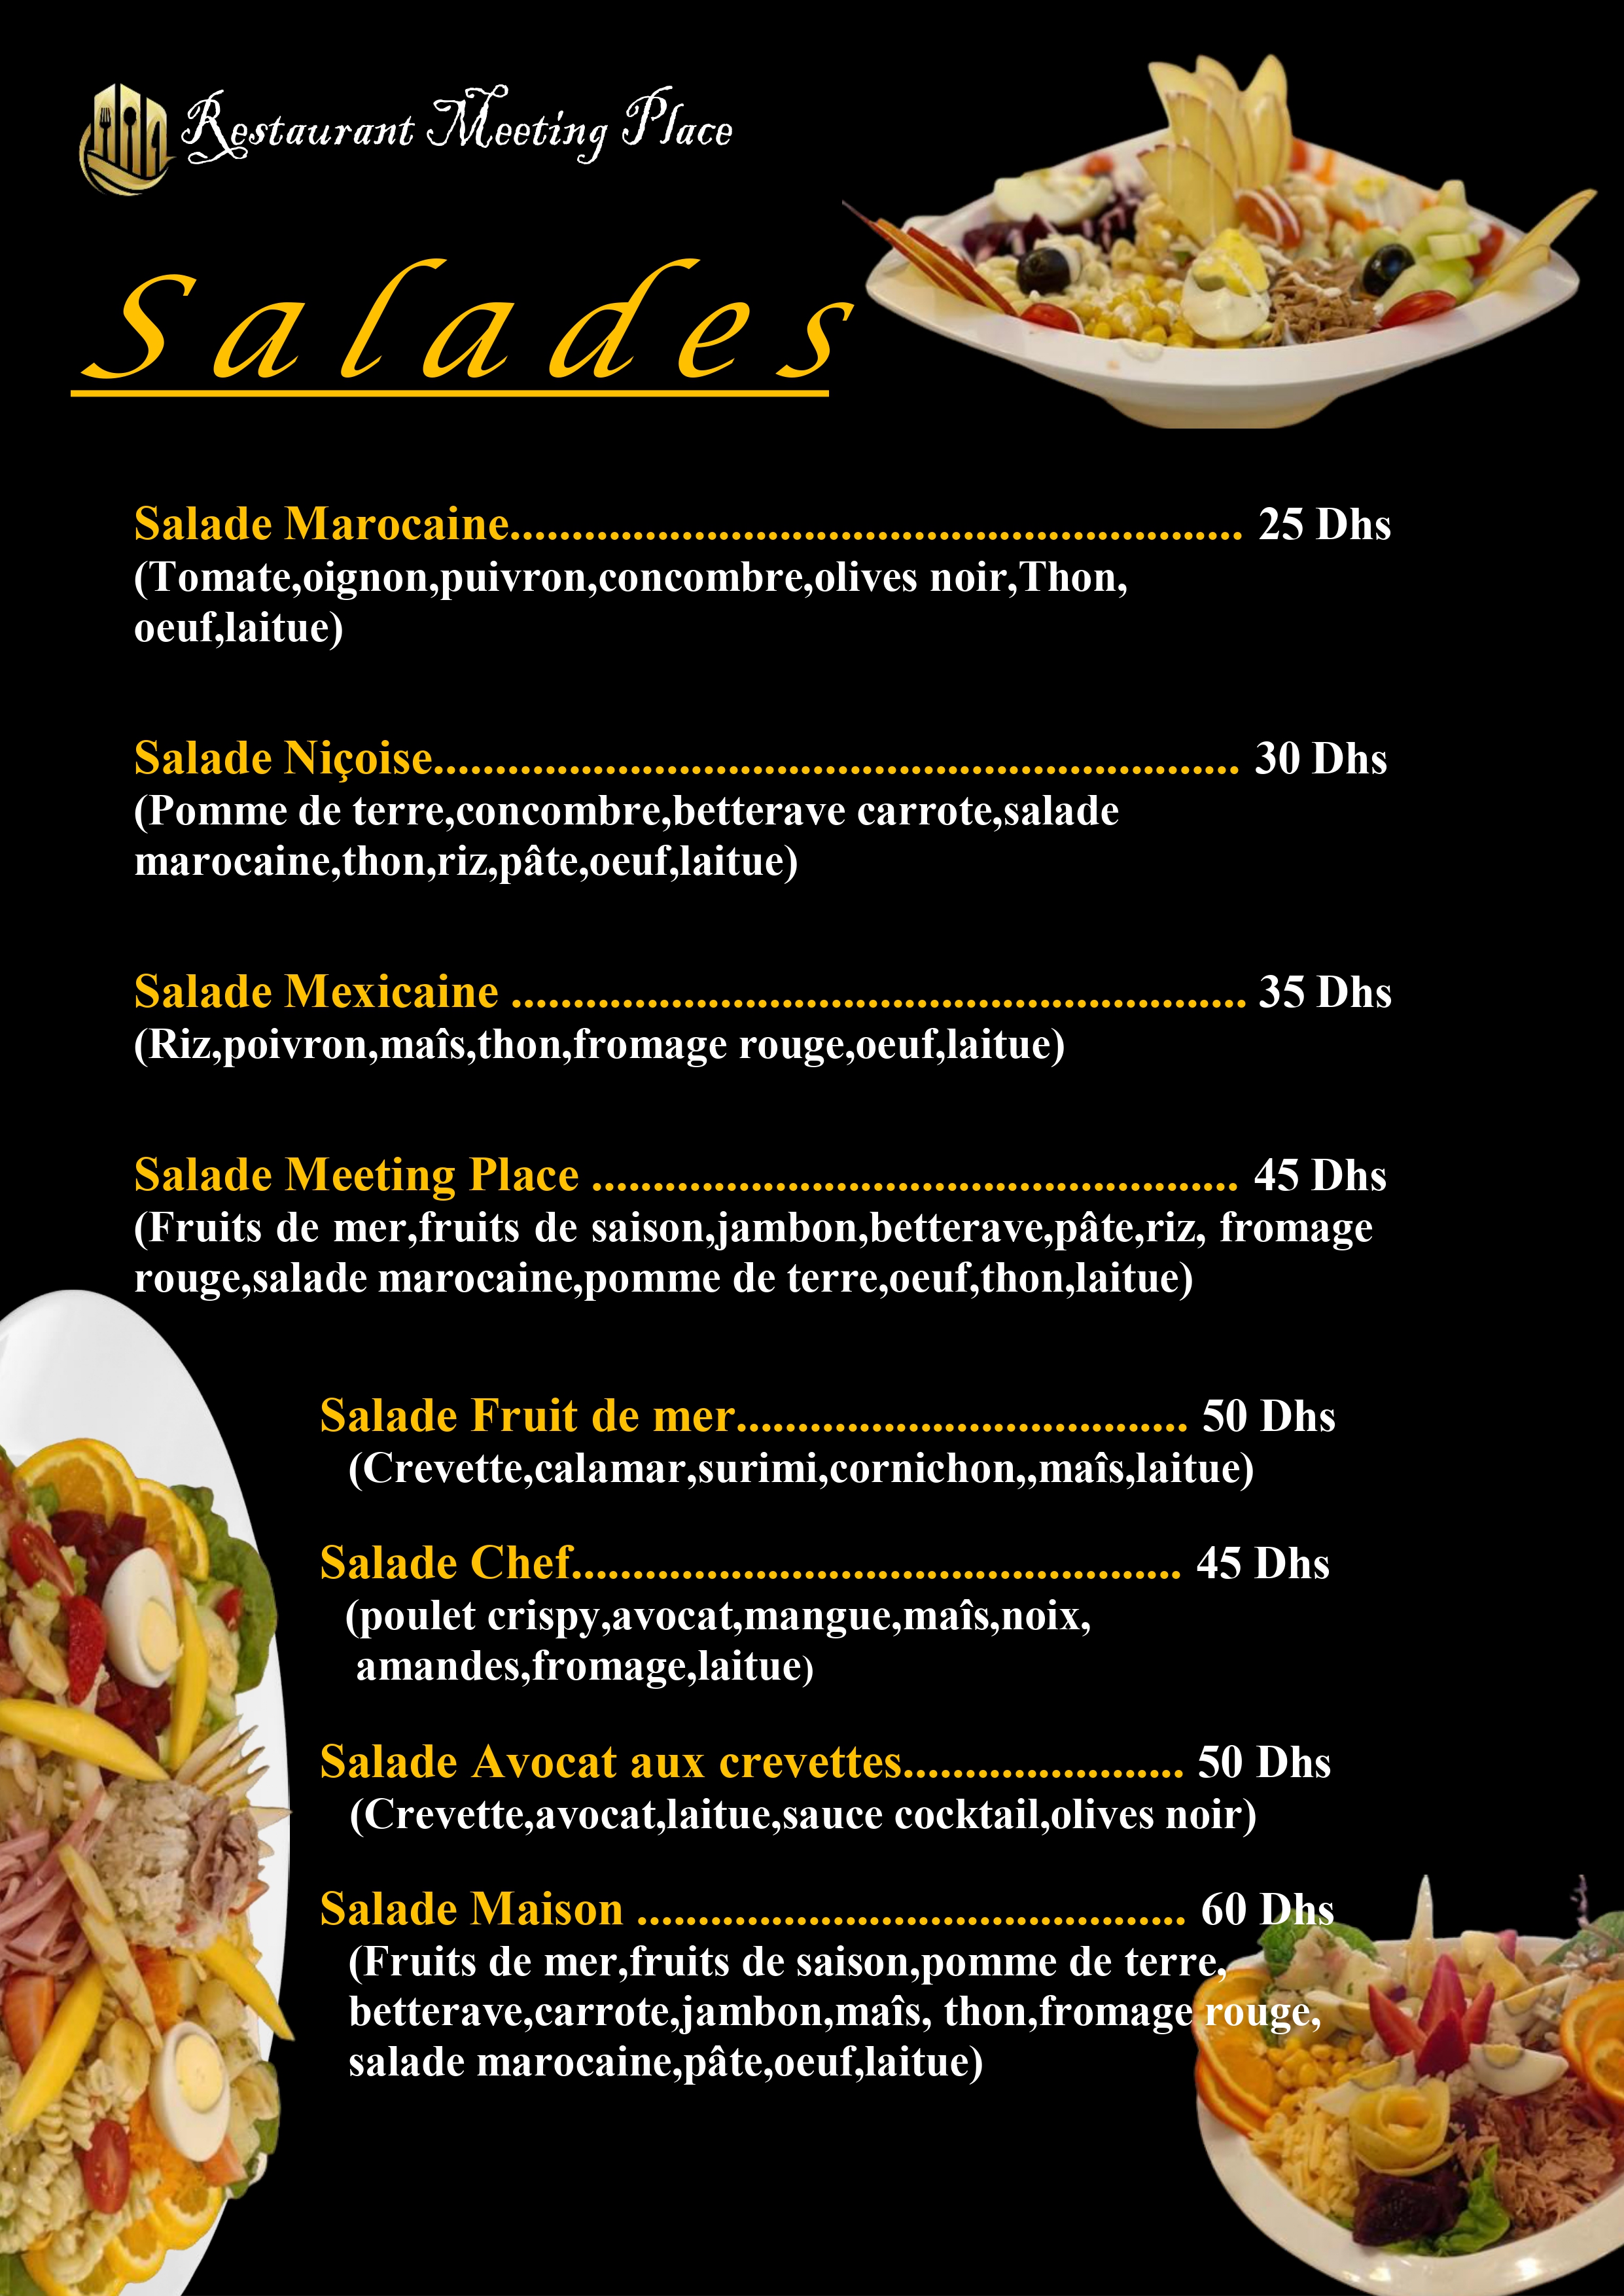 Restaurant Meeting Place
Salades
Salade Marocaine............................................................ 25 Dhs
(Tomate,oignon,puivron,concombre,olives noir,Thon,
oeuf,laitue)
Salade Niçoise.................................................................. 30 Dhs
(Pomme de terre,concombre,betterave carrote,salade
marocaine,thon,riz,pâte,oeuf,laitue)
Salade Mexicaine ............................................................ 35 Dhs
(Riz,poivron,maîs,thon,fromage rouge,oeuf,laitue)
Salade Meeting Place ..................................................... 45 Dhs
(Fruits de mer,fruits de saison,jambon,betterave,pâte,riz, fromage
rouge,salade marocaine,pomme de terre,oeuf,thon,laitue)
Salade Fruit de mer..................................... 50 Dhs
(Crevette,calamar,surimi,cornichon,,maîs,laitue)
Salade Chef.................................................. 45 Dhs
(poulet crispy,avocat,mangue,maîs,noix,
amandes,fromage,laitue)
Salade Avocat aux crevettes....................... 50 Dhs
(Crevette,avocat,laitue,sauce cocktail,olives noir)
Salade Maison ............................................. 60 Dhs
(Fruits de mer,fruits de saison,pomme de terre,
betterave,carrote,jambon,maîs, thon,fromage rouge,
salade marocaine,pâte,oeuf,laitue)